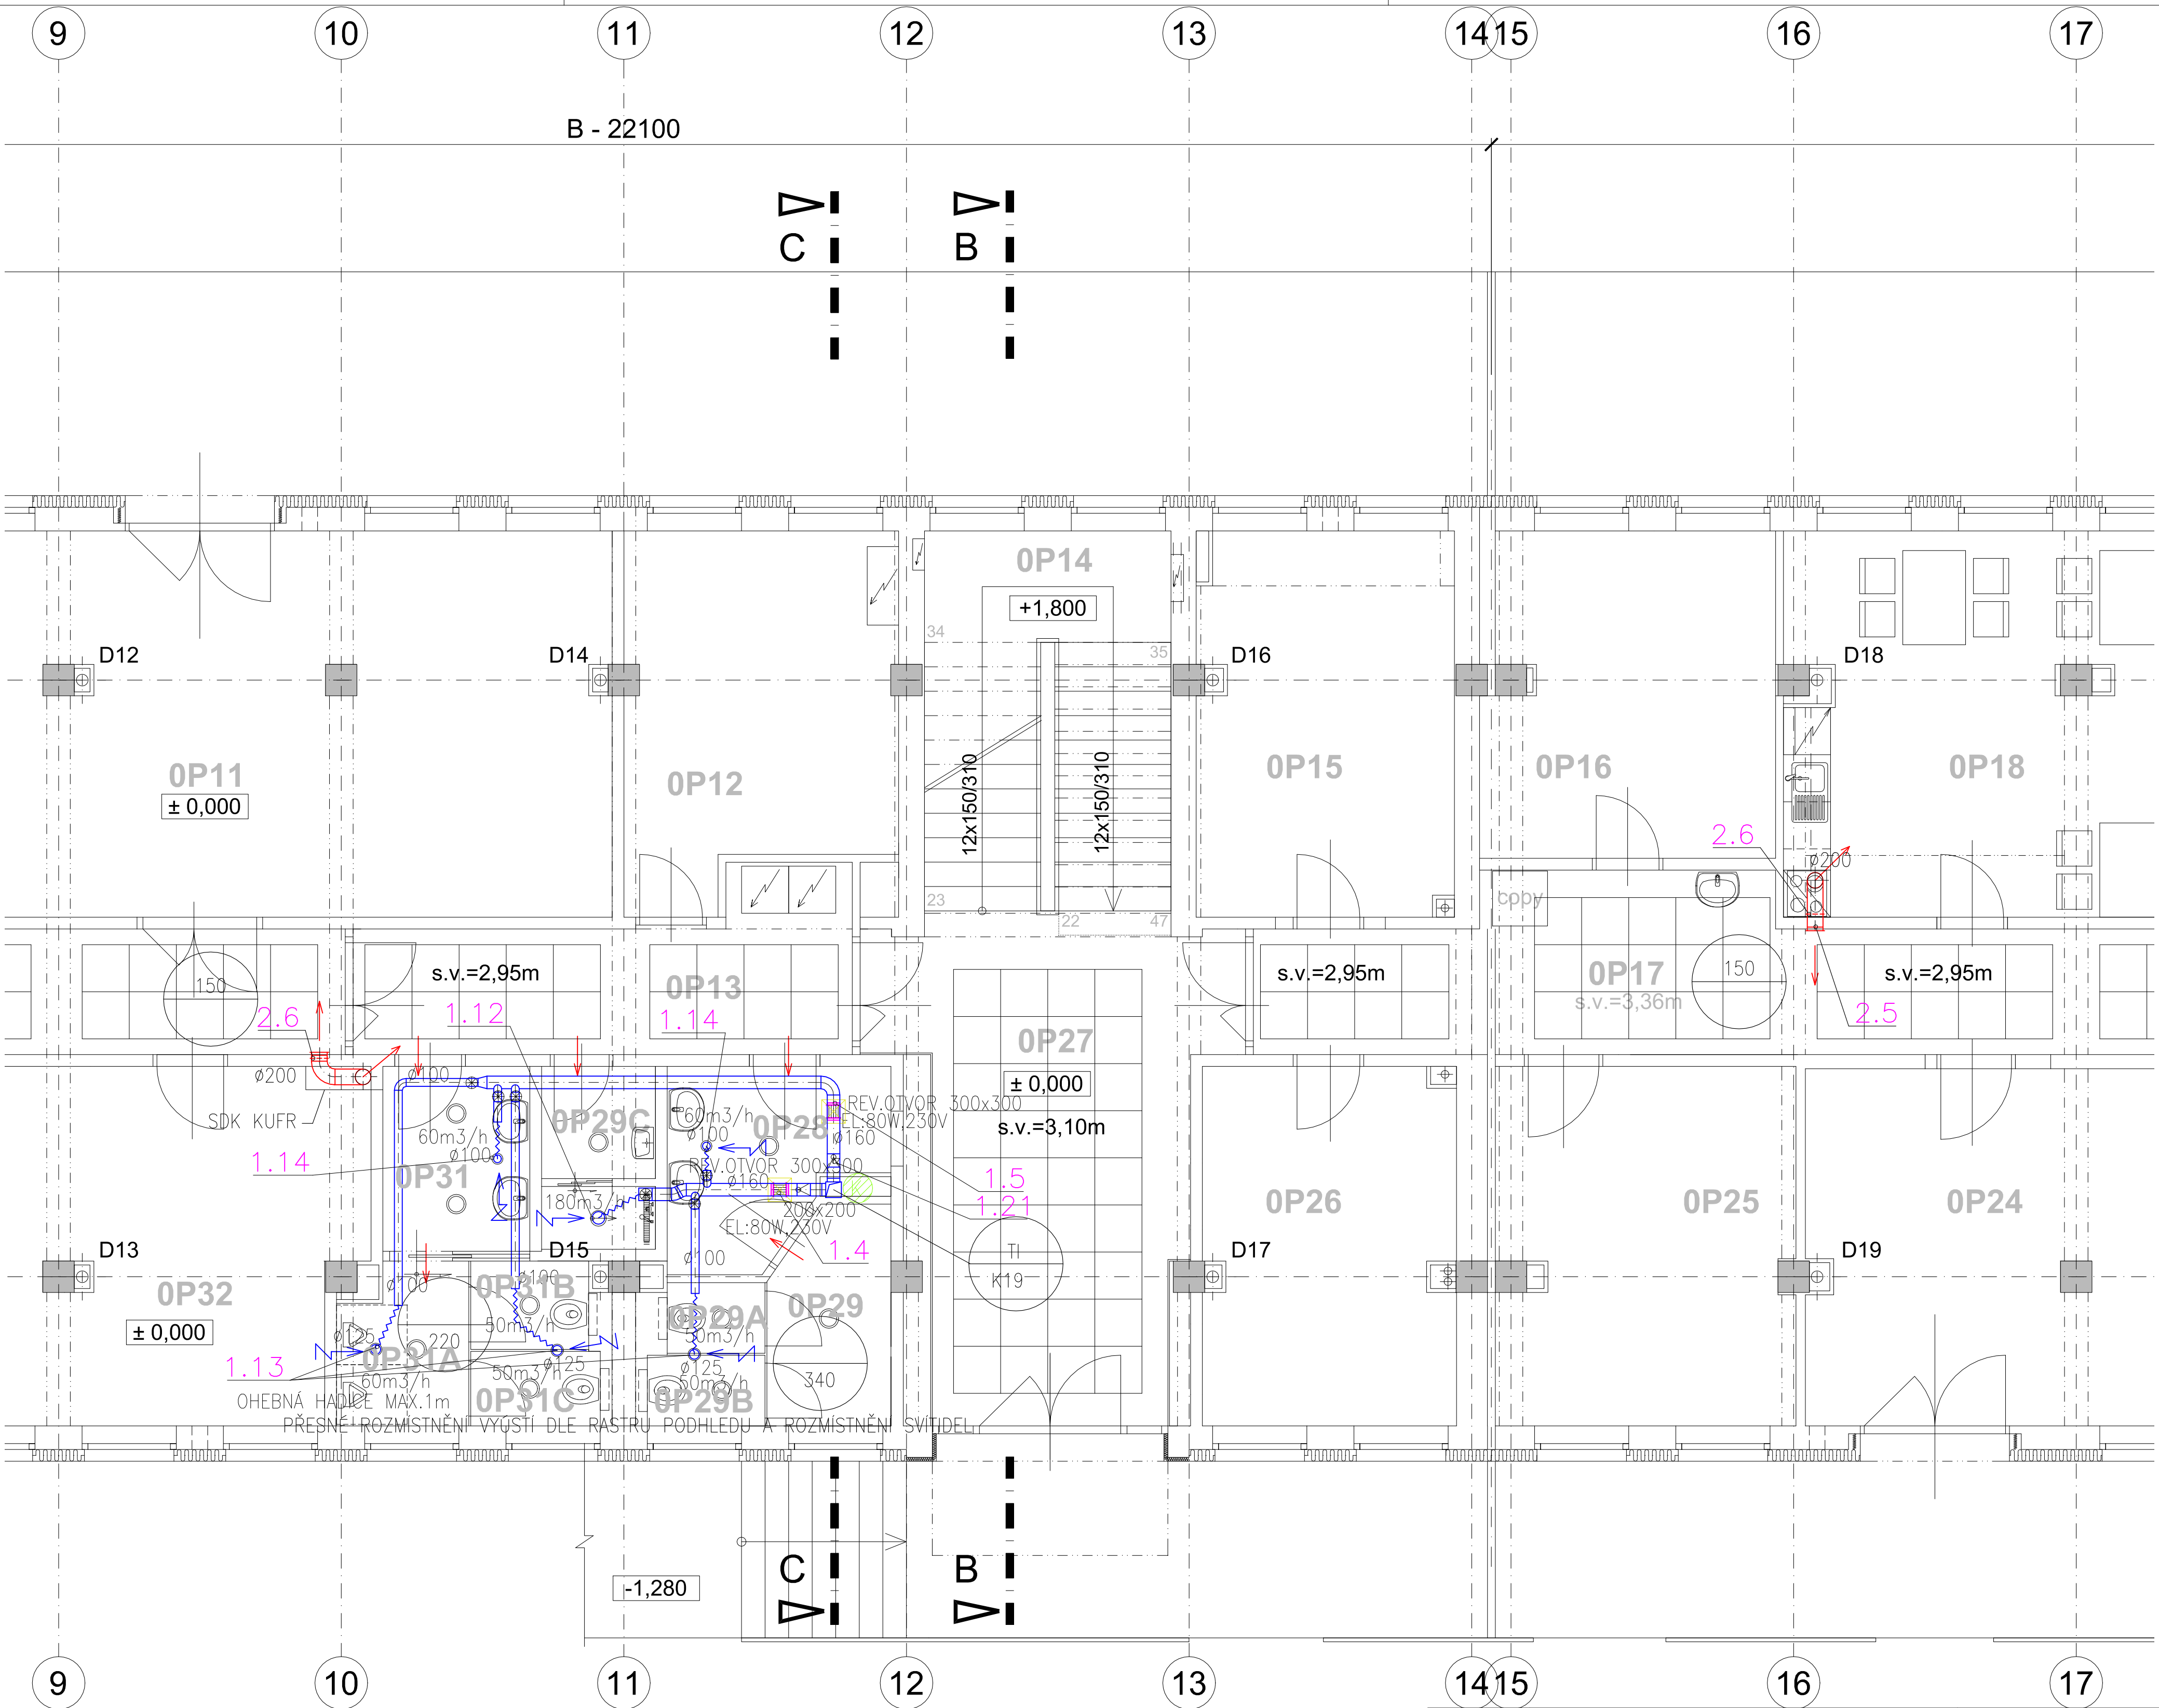 9 10 11 12 13 14 15 16 17
B - 22100
C B
0P14
+1,800
34
35
D12 D14 D16 D18
12x150/310
12x150/310
0P11
± 0,000
0P12
0P15
0P16
0P18
2.6
ø200
copy
23
22 47
150
s.v.=2,95m
0P13
s.v.=2,95m
0P17
s.v.=3,36m
150
s.v.=2,95m
2.6
1.12
1.14
2.5
0P27
± 0,000
s.v.=3,10m
ø200
ø100
SDK KUFR
60m3/h
ø100
0P29C
60m3/h
ø100
0P28
REV.OTVOR 300x300
EL:80W,230V
ø160
1.14
0P31
180m3/h
REV.OTVOR 300x300
ø160
200x200
EL:80W,230V
1.5
1.21
1.4
0P26
0P25
0P24
D13 D15 D17 D19
TI
K19
0P32
± 0,000
ø100
ø100
ø100
0P31B
50m3/h
0P29A
50m3/h
0P29
ø125
220
0P31A
60m3/h
1.13
ø125
50m3/h
0P31C
ø125
50m3/h
0P29B
340
OHEBNÁ HADICE MAX.1m
PŘESNÉ ROZMÍSTNĚNÍ VYÚSTÍ DLE RASTRU PODHLEDU A ROZMÍSTNĚNÍ SVÍTIDEL
C B
-1,280
9 10 11 12 13 14 15 16 17